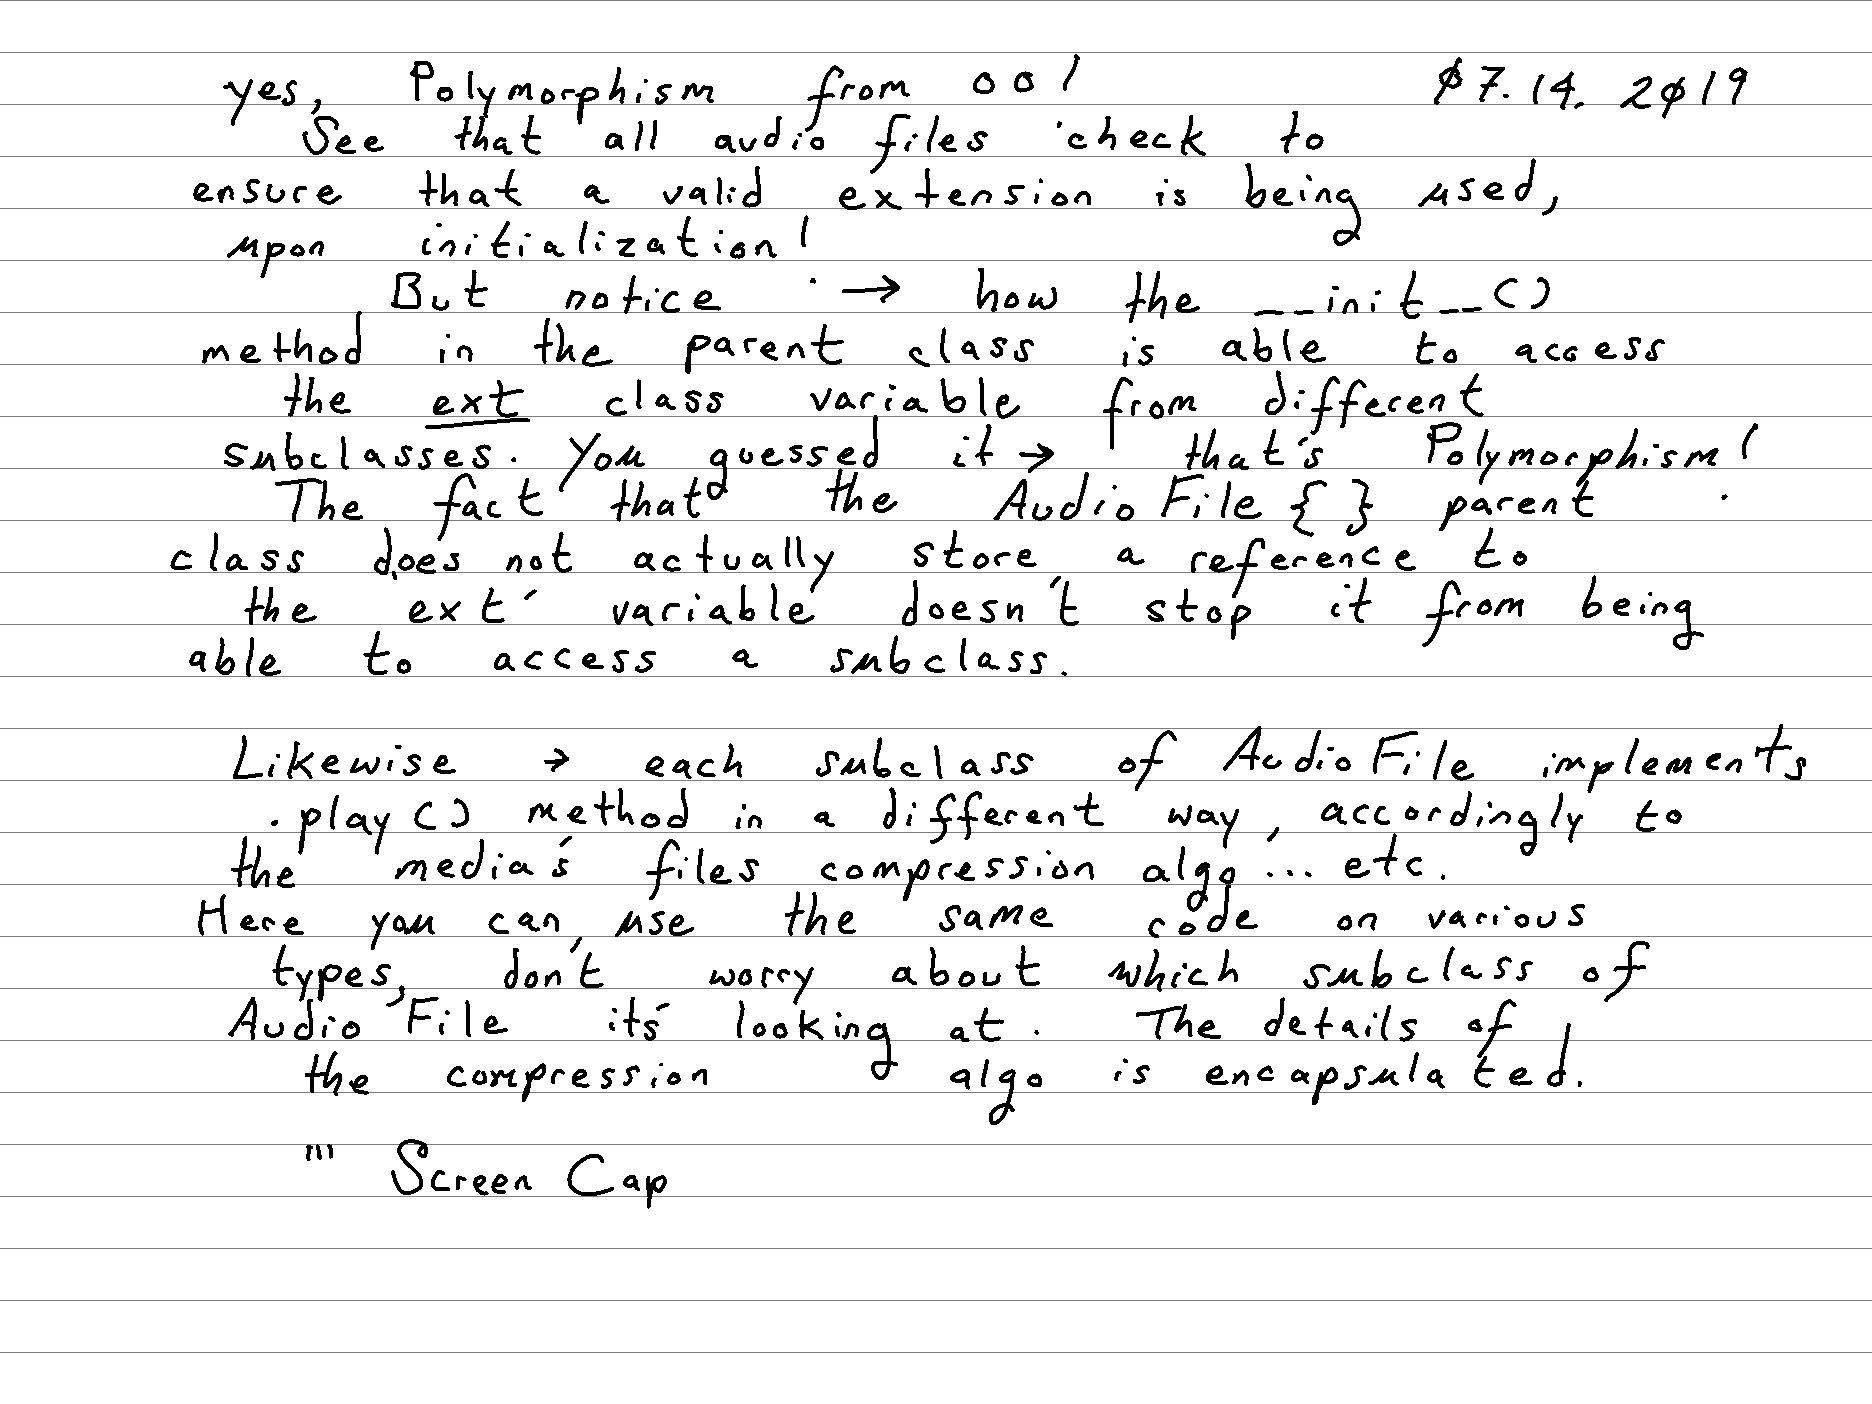 yes, Polymorphism from oo! Ø7.14.2Ø19
See that all audio files check to
ensure that a valid extension is being used,
upon initialization!
But notice → how the __init__()
method in the parent class is able to access
the ext class variable from different
subclasses. You guessed it → that's Polymorphism!
The fact that the AudioFile { } parent
class does not actually store a reference to
the ext variable doesn't stop it from being
able to access a subclass.
Likewise → each subclass of AudioFile implements
.play() method in a different way, accordingly to
the media's files compression algo ... etc.
Here you can use the same code on various
types, don't worry about which subclass of
AudioFile it's looking at. The details of
the compression algo is encapsulated.
''' Screen Cap